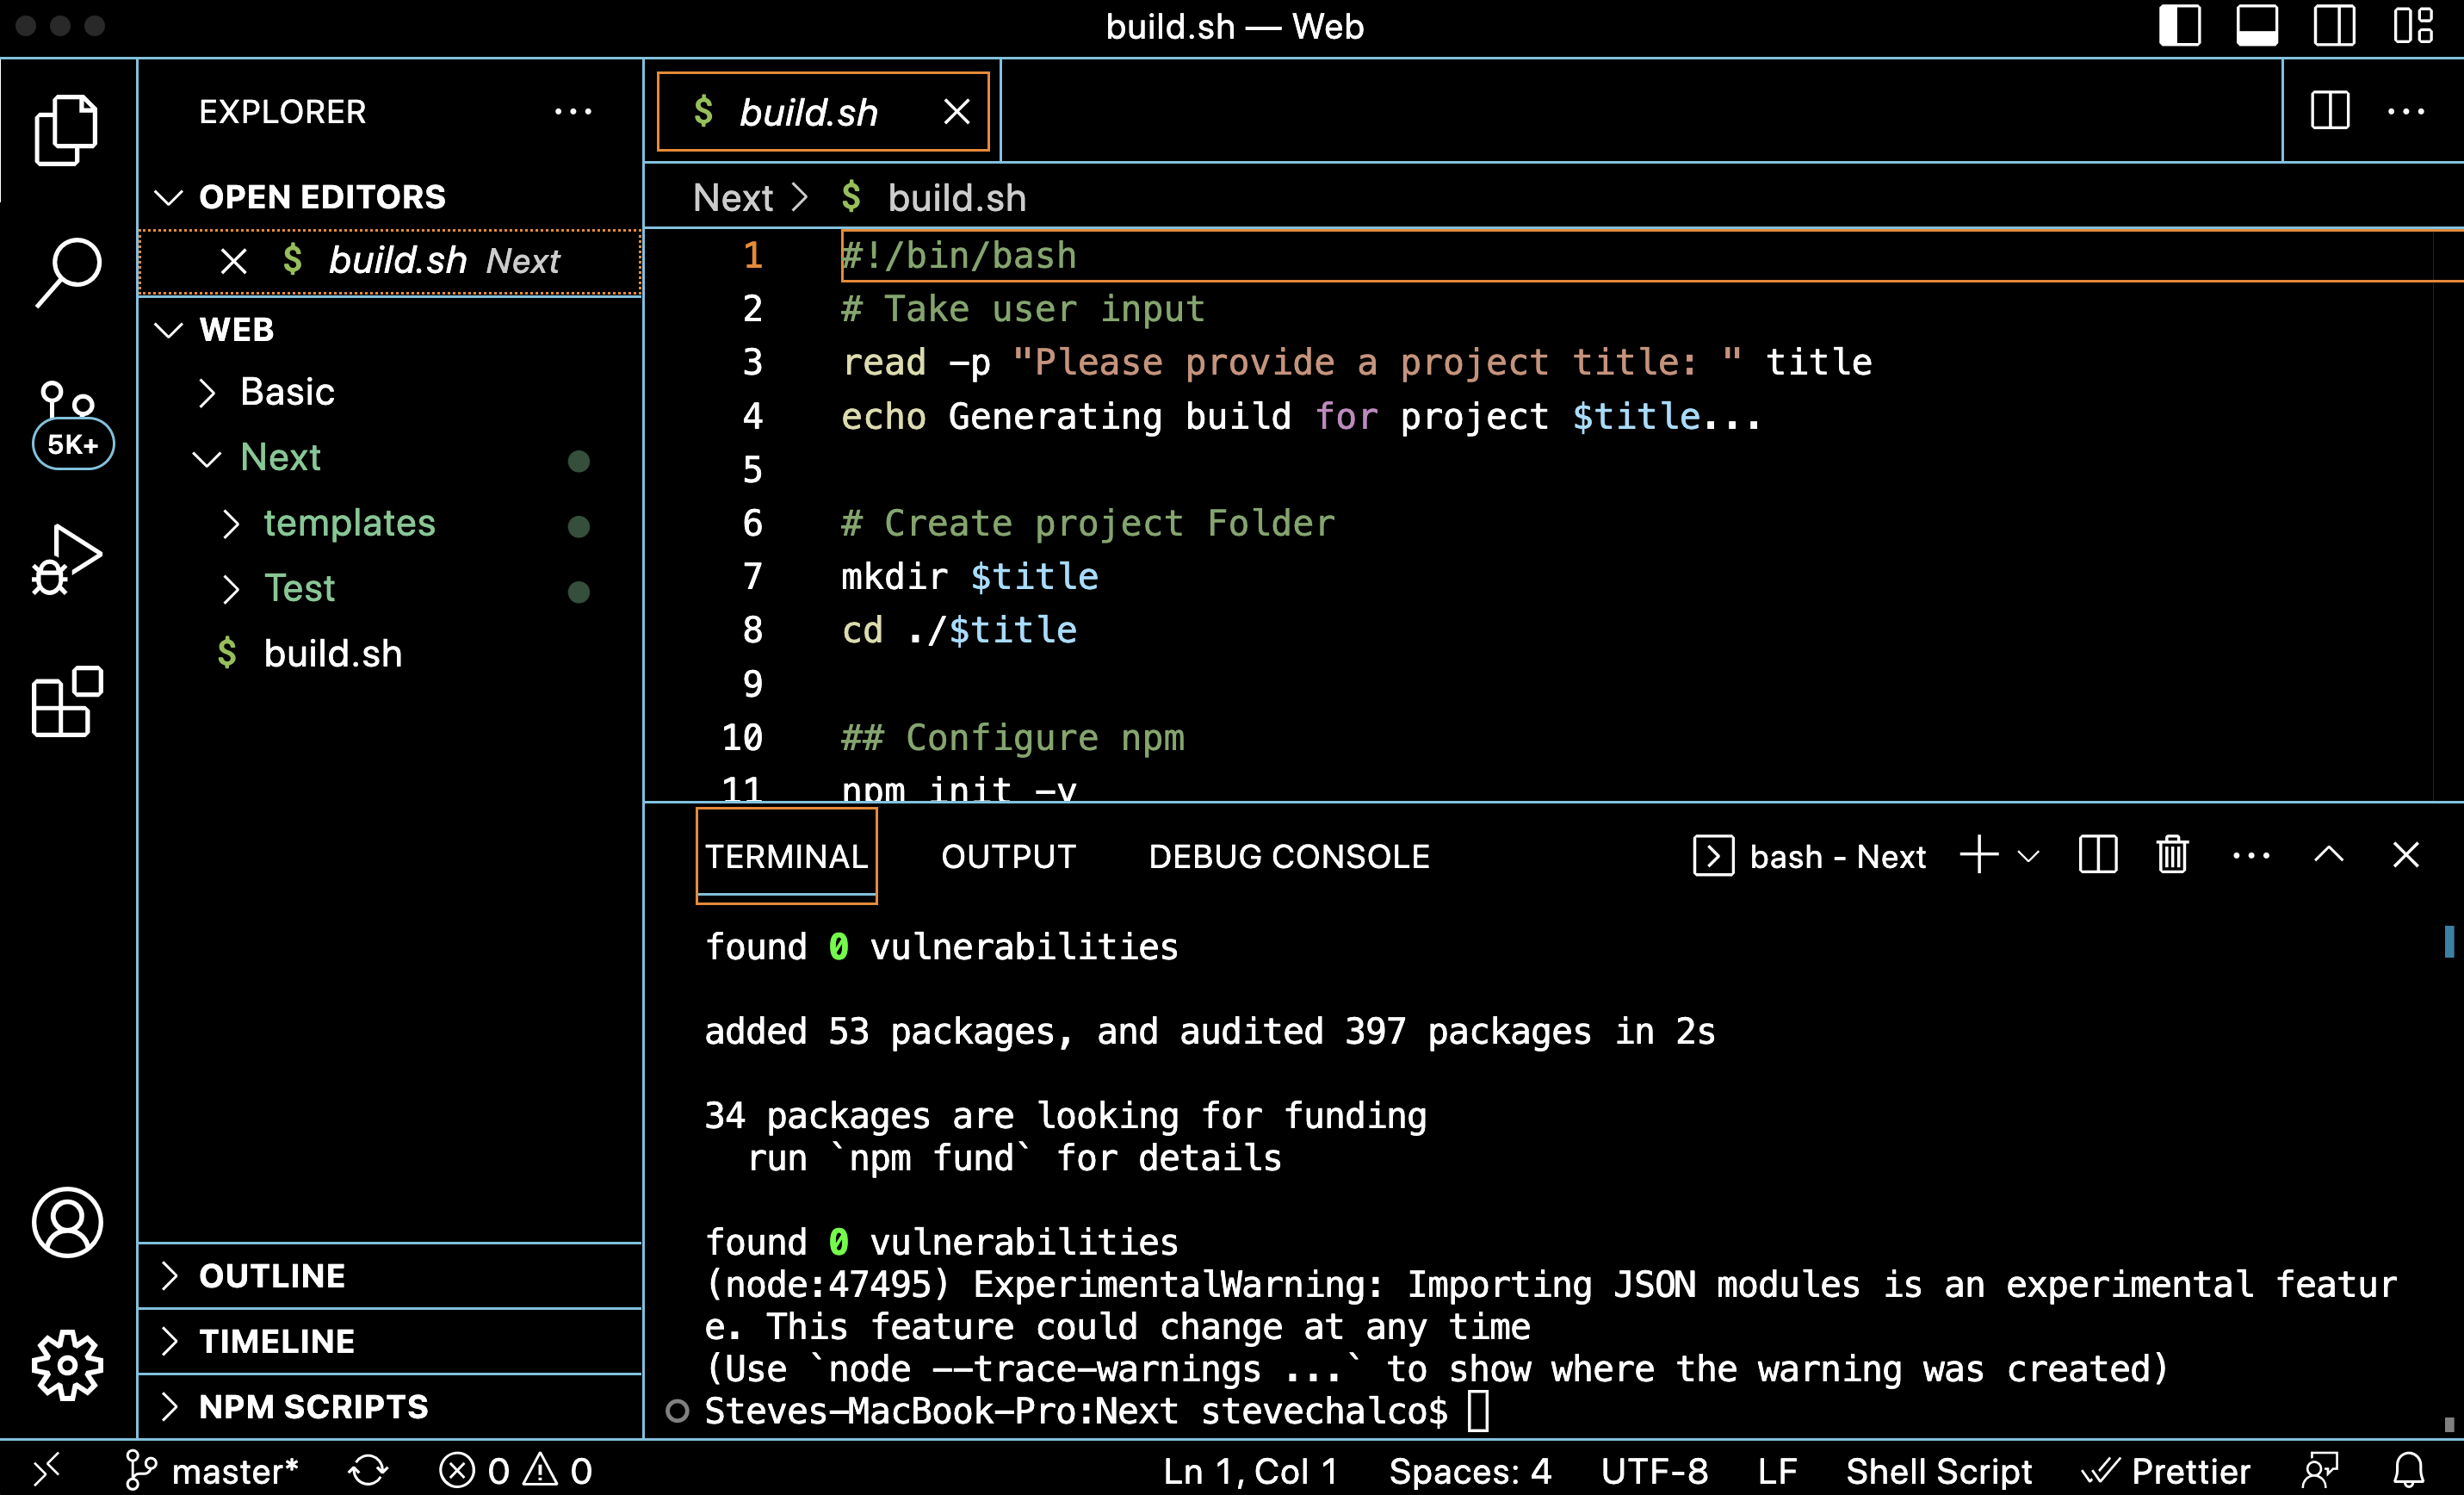 build.sh — Web
EXPLORER
OPEN EDITORS
$ build.sh Next
WEB
Basic
Next
templates
Test
$ build.sh
5K+
OUTLINE
TIMELINE
NPM SCRIPTS
$ build.sh
Next > $ build.sh
1 #!/bin/bash
2 # Take user input
3 read -p "Please provide a project title: " title
4 echo Generating build for project $title...
5
6 # Create project Folder
7 mkdir $title
8 cd ./$title
9
10 ## Configure npm
11 npm init -y
TERMINAL OUTPUT DEBUG CONSOLE bash - Next
found 0 vulnerabilities
added 53 packages, and audited 397 packages in 2s
34 packages are looking for funding
run `npm fund` for details
found 0 vulnerabilities
(node:47495) ExperimentalWarning: Importing JSON modules is an experimental featur
e. This feature could change at any time
(Use `node --trace-warnings ...` to show where the warning was created)
Steves-MacBook-Pro:Next stevechalco$
master* 0 0 Ln 1, Col 1 Spaces: 4 UTF-8 LF Shell Script Prettier